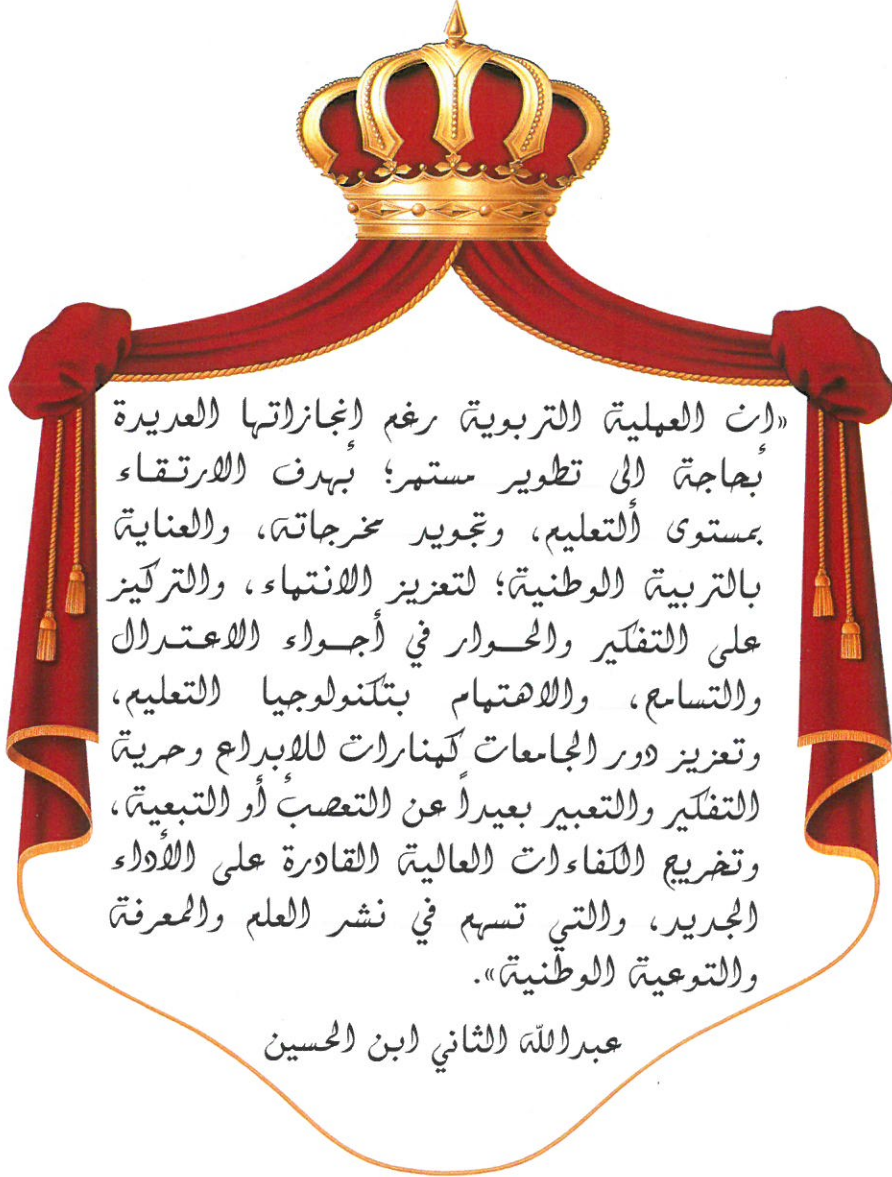 «ان العملية التربوية رغم انجازاتها العديدة
بحاجة الى تطوير مستمر؛ بهدف الارتقاء
بمستوى التعليم، وتجويد مخرجاته، والعناية
بالتربية الوطنية؛ لتعزيز الانتماء، والتركيز
على التفكير والحوار في أجواء الاعتدال
والتسامح، والاهتمام بتكنولوجيا التعليم،
وتعزيز دور الجامعات كمنارات للابداع وحرية
التفكير والتعبير بعيداً عن التعصب أو التبعية،
وتخريج الكفاءات العالية القادرة على الأداء
الجديد، والتي تسهم في نشر العلم والمعرفة
والتوعية الوطنية».
عبدالله الثاني ابن الحسين